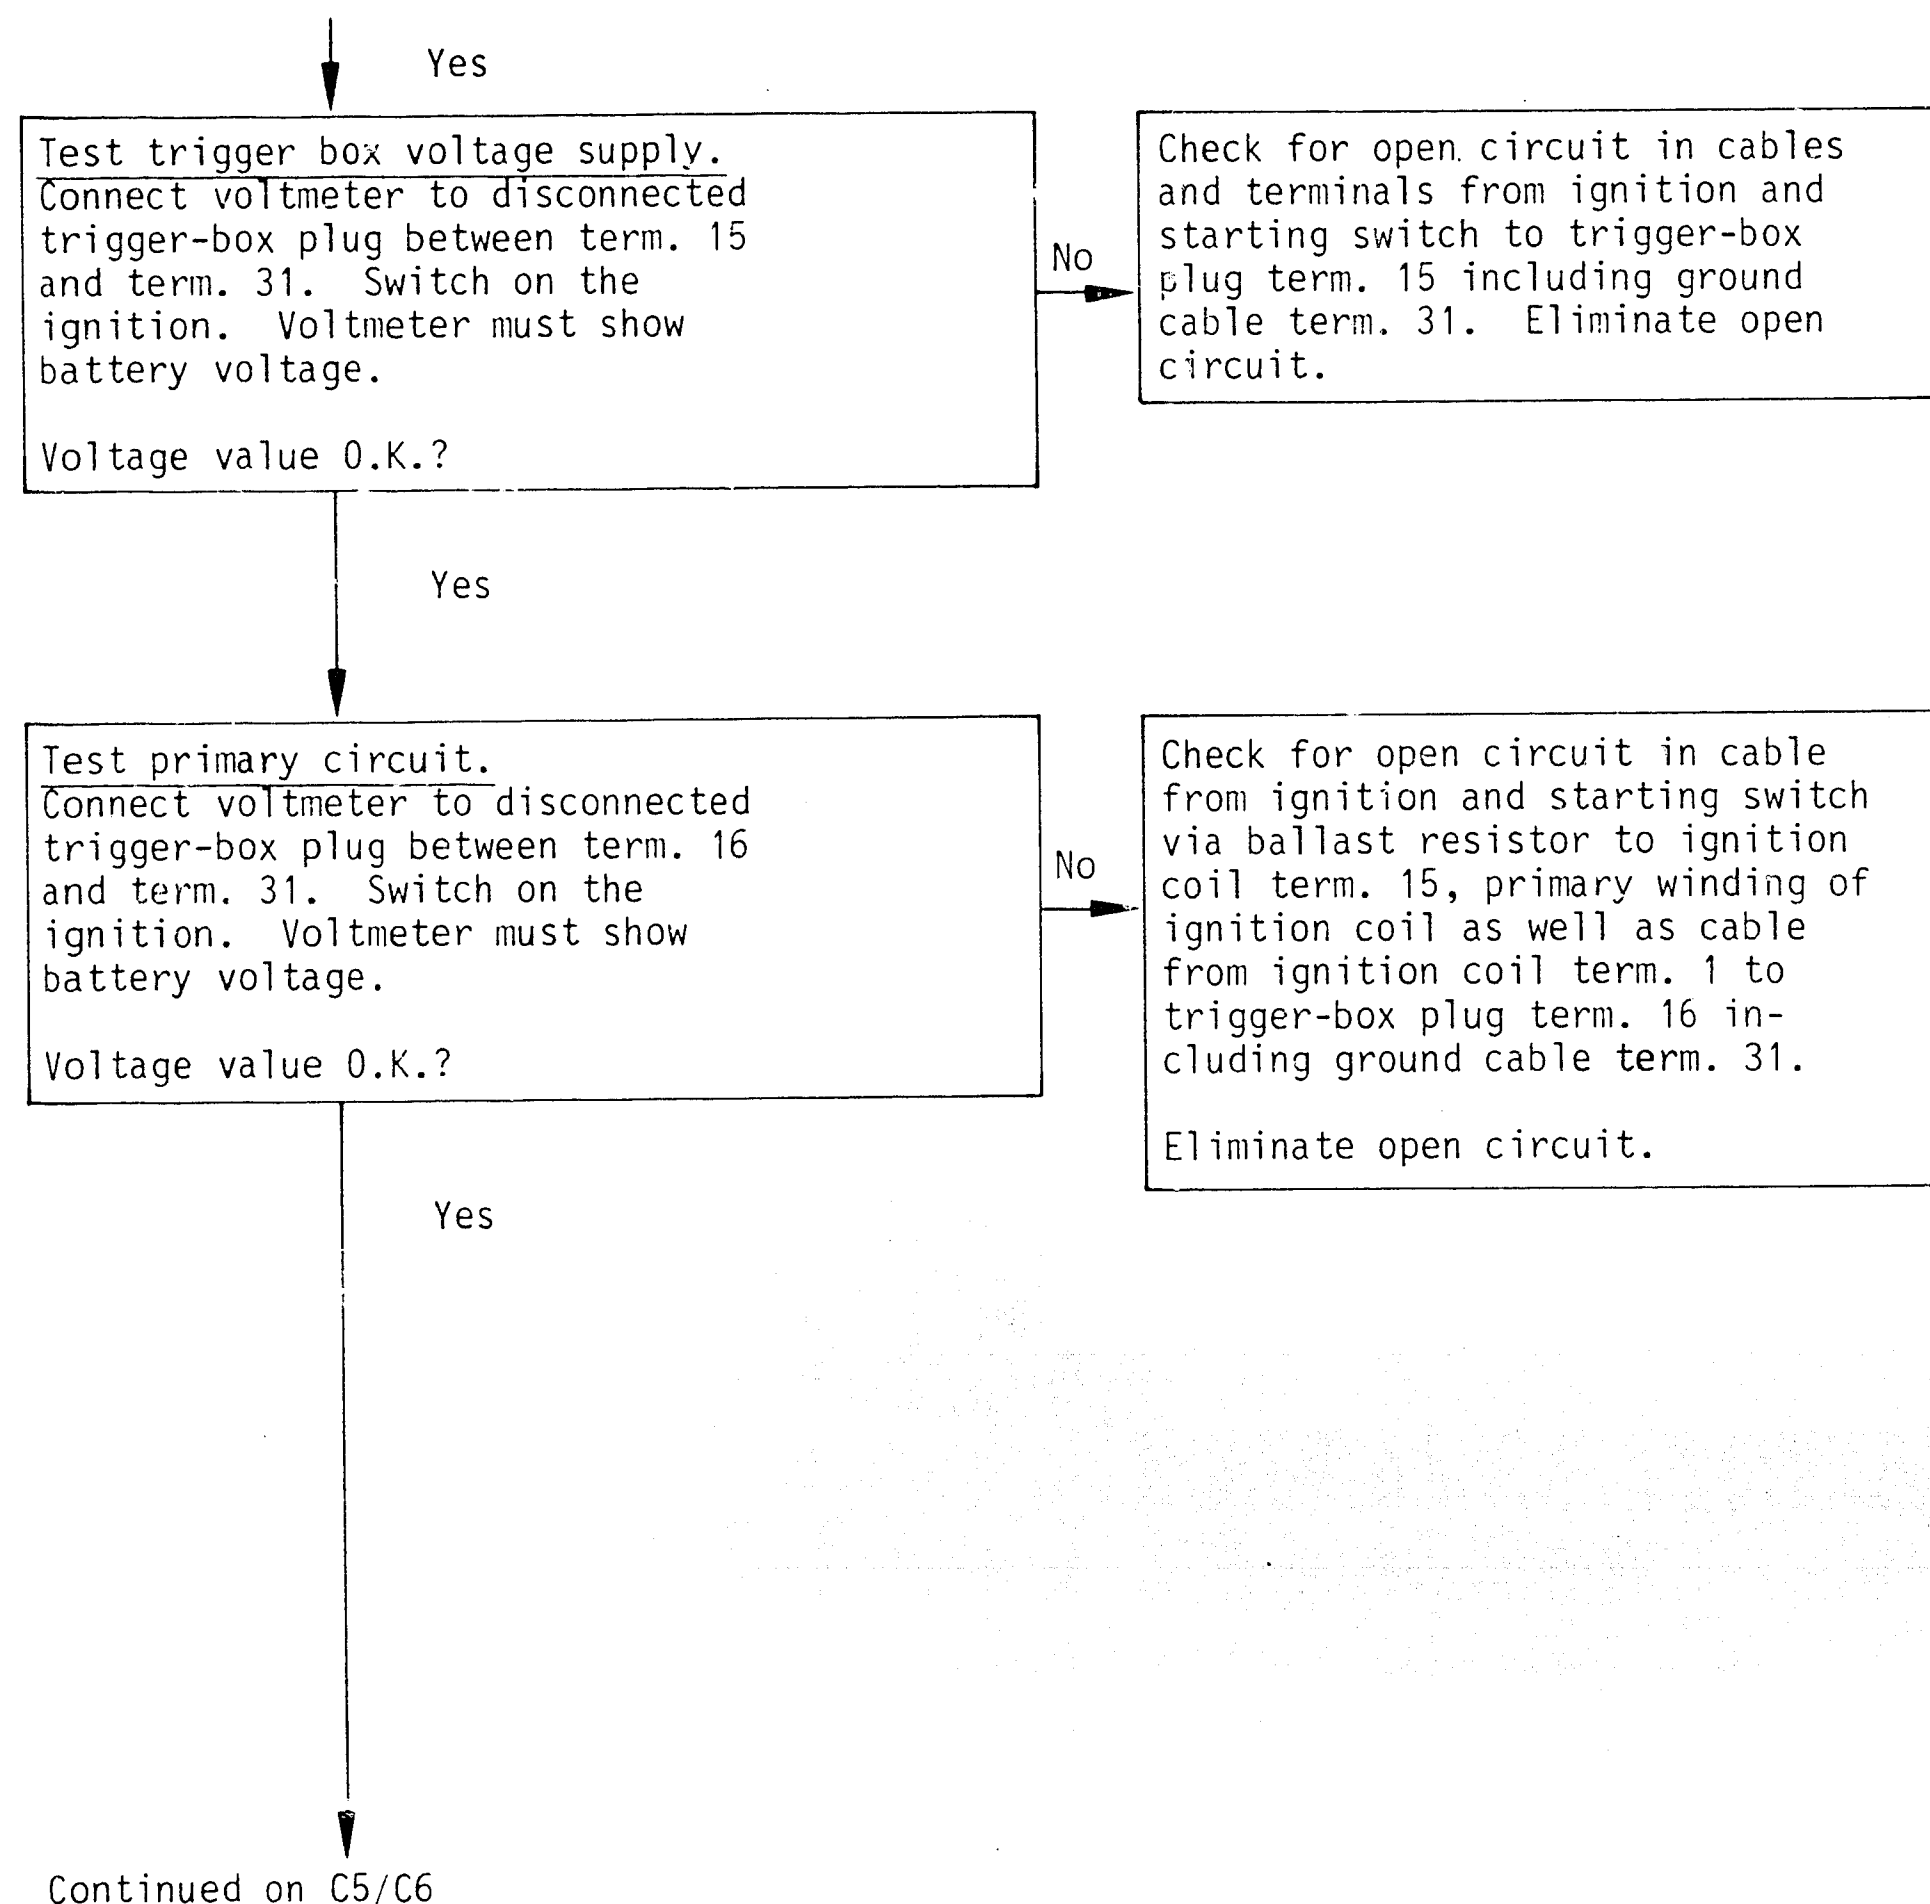 Yes
Test trigger box voltage supply.
Connect voltmeter to disconnected
trigger-box plug between term. 15
and term. 31.  Switch on the
ignition.  Voltmeter must show
battery voltage.
Voltage value O.K.?
No
Check for open circuit in cables
and terminals from ignition and
starting switch to trigger-box
plug term. 15 including ground
cable term. 31.  Eliminate open
circuit.
Yes
Test primary circuit.
Connect voltmeter to disconnected
trigger-box plug between term. 16
and term. 31.  Switch on the
ignition.  Voltmeter must show
battery voltage.
Voltage value O.K.?
No
Check for open circuit in cable
from ignition and starting switch
via ballast resistor to ignition
coil term. 15, primary winding of
ignition coil as well as cable
from ignition coil term. 1 to
trigger-box plug term. 16 in-
cluding ground cable term. 31.
Eliminate open circuit.
Yes
Continued on C5/C6